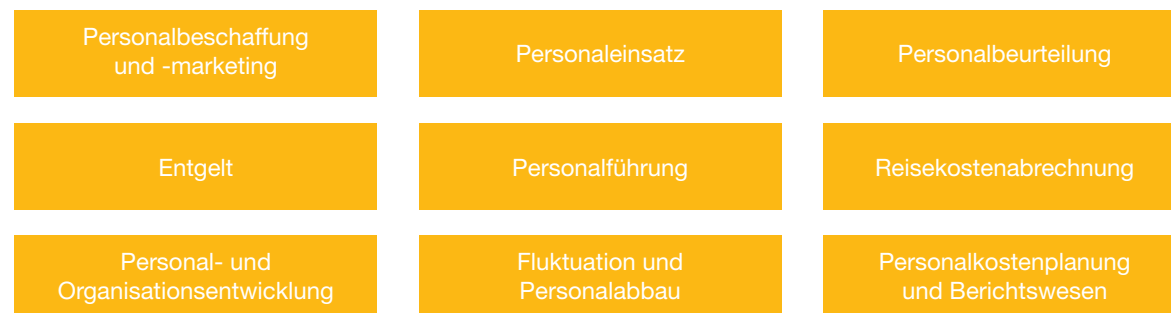 Personalbeschaffung
und -marketing
Personaleinsatz
Personalbeurteilung
Entgelt
Personalführung
Reisekostenabrechnung
Personal- und
Organisationsentwicklung
Fluktuation und
Personalabbau
Personalkostenplanung
und Berichtswesen